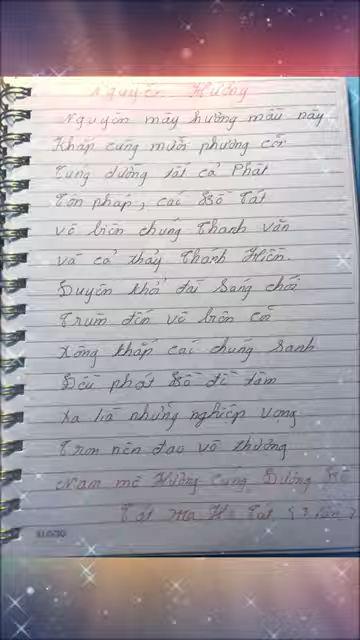 Nguyện Hương
Nguyện mây hương mầu này
Khắp cùng mười phương cõi
Cúng dường tất cả Phật
Tôn pháp, các Bồ Tát
vô biên chúng Thanh văn
và cả thảy Thánh Hiền.
Duyên khởi đài Sáng chói
Trùm đến vô biên cõi
Xông khắp các chúng Sanh
Đều phát Bồ đề tâm
Xa lìa những nghiệp vọng
Tròn nên đạo vô thượng
Nam mô Hương Cúng Dường Bồ
Tát Ma Ha Tát (3 lần)